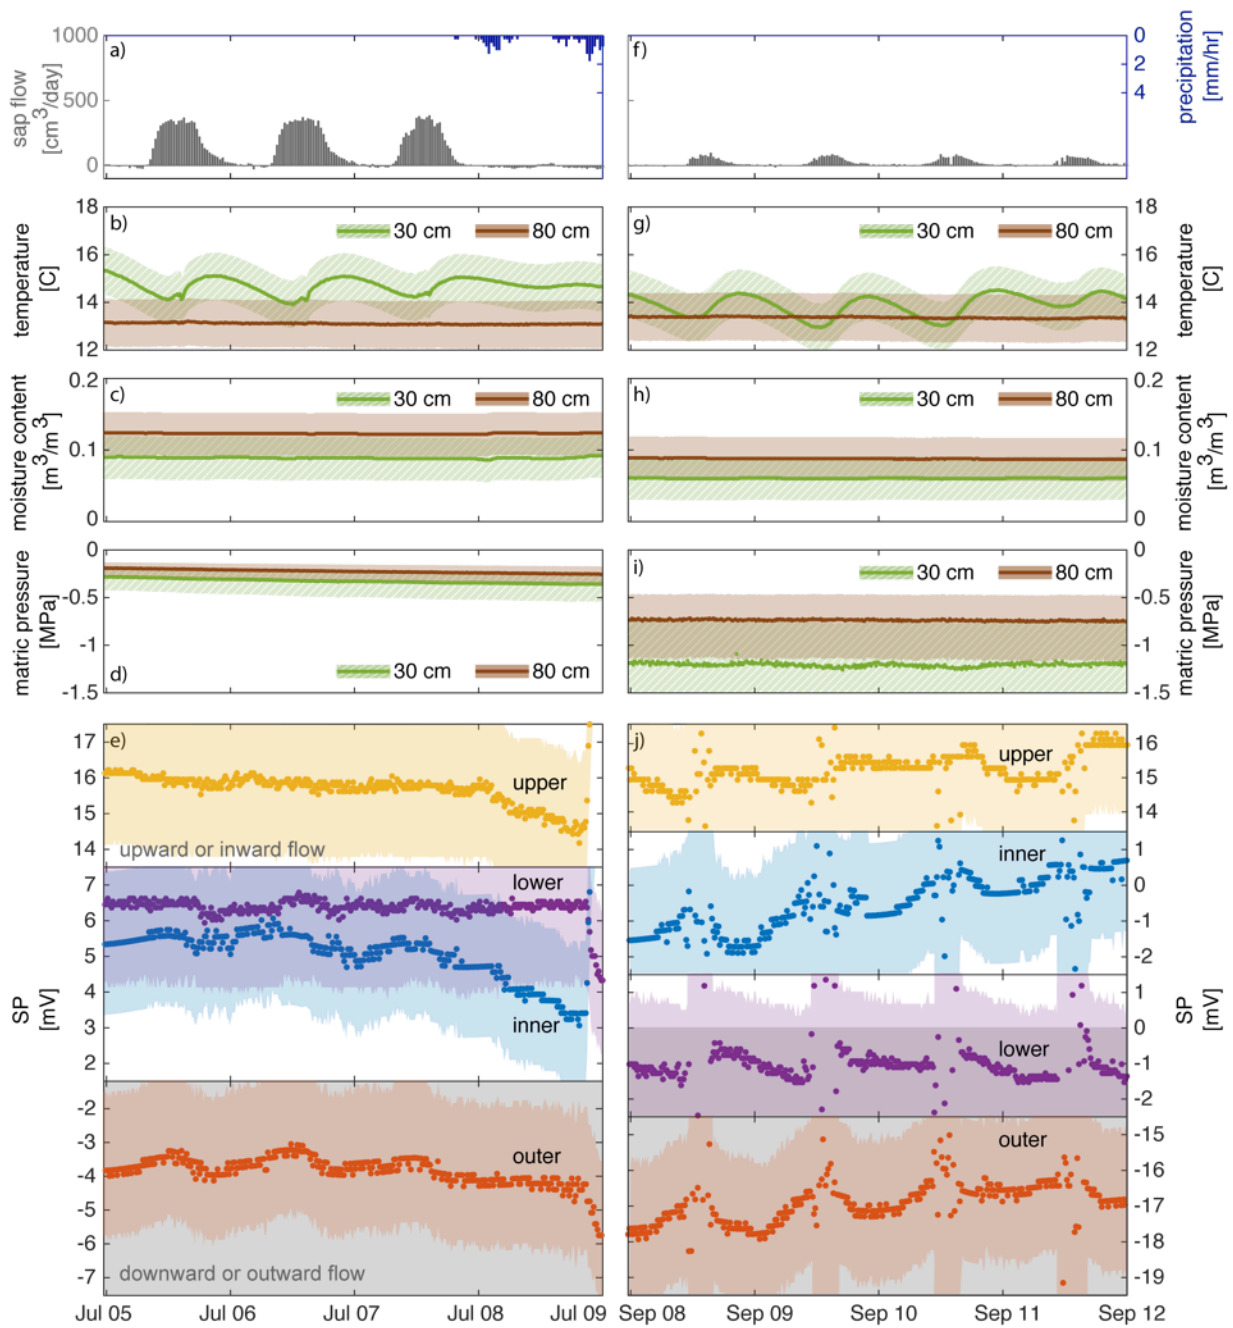 a)
1000
500
0
sap flow
[cm3/day]
f)
0
2
4
precipitation
[mm/hr]
b)
30 cm
80 cm
18
16
14
12
temperature
[C]
g)
30 cm
80 cm
18
16
14
12
temperature
[C]
c)
30 cm
80 cm
0.2
0.1
0
moisture content
[m3/m3]
h)
30 cm
80 cm
0.2
0.1
0
moisture content
[m3/m3]
d)
30 cm
80 cm
0
-0.5
-1
-1.5
matric pressure
[MPa]
i)
30 cm
80 cm
0
-0.5
-1
-1.5
matric pressure
[MPa]
e)
17
16
15
14
upper
upward or inward flow
7
6
5
4
3
2
lower
inner
SP
[mV]
-2
-3
-4
-5
-6
-7
outer
downward or outward flow
Jul 05
Jul 06
Jul 07
Jul 08
Jul 09
j)
upper
16
15
14
inner
1
0
-1
-2
lower
1
0
-1
-2
SP
[mV]
outer
-15
-16
-17
-18
-19
Sep 08
Sep 09
Sep 10
Sep 11
Sep 12